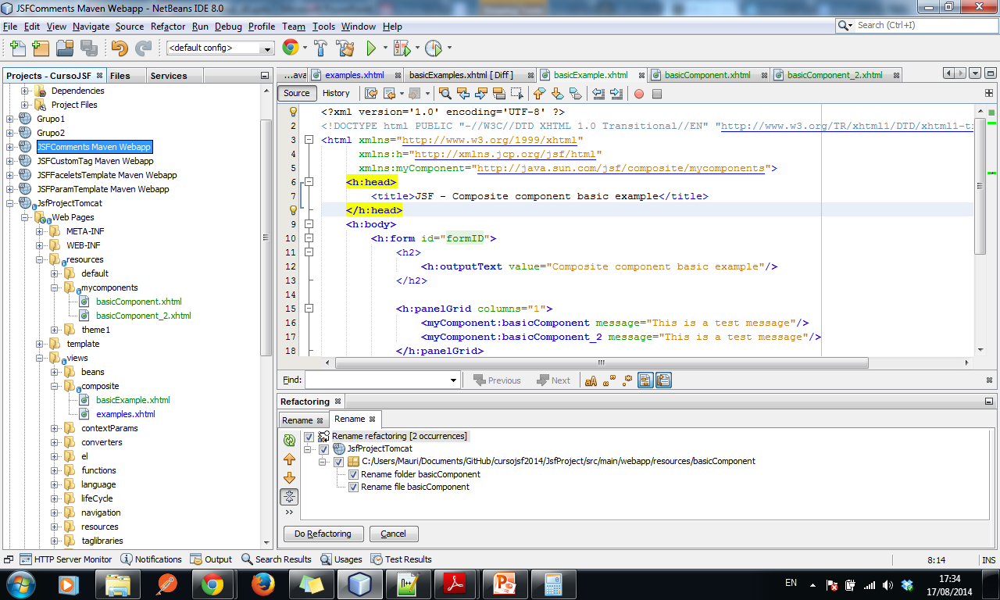 JSFComments Maven Webapp - NetBeans IDE 8.0
File Edit View Navigate Source Refactor Run Debug Profile Team Tools Window Help
Search (Ctrl+I)
<default config>
Projects - CursoJSF Files Services
Dependencies
Project Files
Grupo1
Grupo2
JSFComments Maven Webapp
JSFCustomTag Maven Webapp
JSFFaceletsTag Maven Webapp
JSFParamTemplate Maven Webapp
JsfProjectTomcat
Web Pages
META-INF
WEB-INF
resources
default
mycomponents
basicComponent.xhtml
basicComponent_2.xhtml
theme1
template
views
beans
composite
basicExample.xhtml
examples.xhtml
contextParams
converters
el
functions
language
lifeCycle
navigation
resources
taglibraries
...ava examples.xhtml basicExamples.xhtml [ Diff ] basicExample.xhtml basicComponent.xhtml basicComponent_2.xhtml
Source History
<?xml version='1.0' encoding='UTF-8' ?>
2 <!DOCTYPE html PUBLIC "-//W3C//DTD XHTML 1.0 Transitional//EN" "http://www.w3.org/TR/xhtml1/DTD/xhtml1-t
3 <html xmlns="http://www.w3.org/1999/xhtml"
4 xmlns:h="http://xmlns.jcp.org/jsf/html"
5 xmlns:myComponent="http://java.sun.com/jsf/composite/mycomponents">
6 <h:head>
7 <title>JSF - Composite component basic example</title>
</h:head>
9 <h:body>
10 <h:form id="formID">
11 <h2>
12 <h:outputText value="Composite component basic example"/>
13 </h2>
14
15 <h:panelGrid columns="1">
16 <myComponent:basicComponent message="This is a test message"/>
17 <myComponent:basicComponent_2 message="This is a test message"/>
18 </h:panelGrid>
Find: Previous Next
Refactoring
Rename Rename
Rename refactoring [2 occurrences]
JsfProjectTomcat
C:/Users/Mauri/Documents/GitHub/cursojsf2014/JsfProject/src/main/webapp/resources/basicComponent
Rename folder basicComponent
Rename file basicComponent
>>
Do Refactoring Cancel
HTTP Server Monitor Notifications Output Search Results Usages Test Results
8:14 INS
EN
17:34
17/08/2014